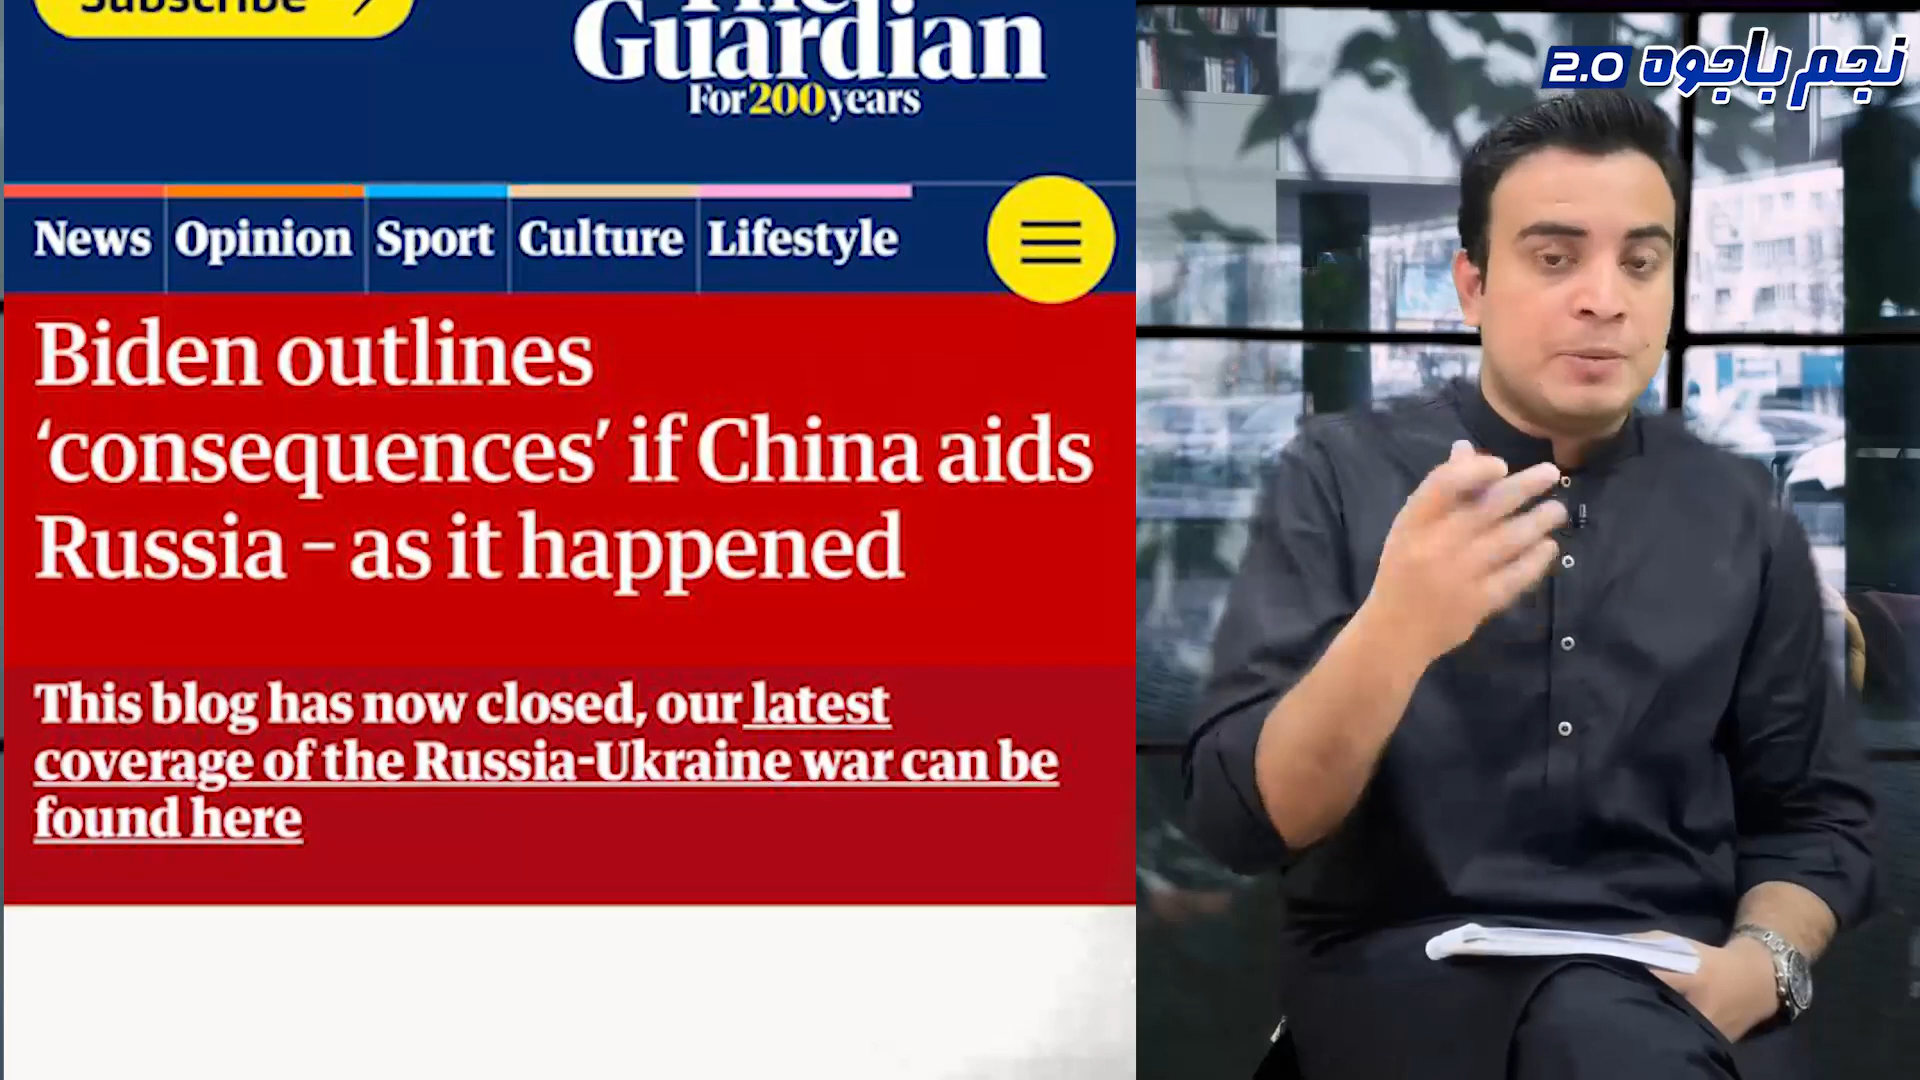 Subscribe →
The
Guardian
For 200 years
News Opinion Sport Culture Lifestyle
Biden outlines
‘consequences’ if China aids
Russia – as it happened
This blog has now closed, our latest
coverage of the Russia-Ukraine war can be
found here
نجم باجوہ 2.0